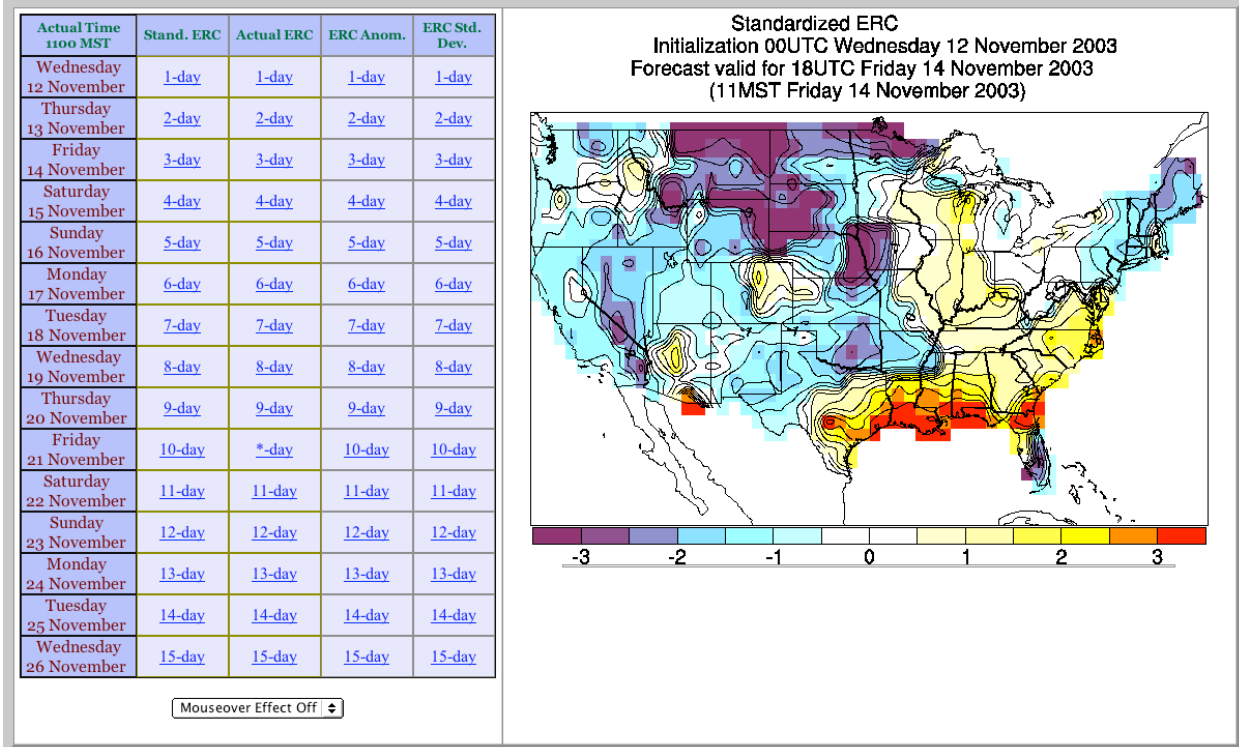 Actual Time
1100 MST
Stand. ERC
Actual ERC
ERC Anom.
ERC Std.
Dev.
Wednesday
12 November
1-day
1-day
1-day
1-day
Thursday
13 November
2-day
2-day
2-day
2-day
Friday
14 November
3-day
3-day
3-day
3-day
Saturday
15 November
4-day
4-day
4-day
4-day
Sunday
16 November
5-day
5-day
5-day
5-day
Monday
17 November
6-day
6-day
6-day
6-day
Tuesday
18 November
7-day
7-day
7-day
7-day
Wednesday
19 November
8-day
8-day
8-day
8-day
Thursday
20 November
9-day
9-day
9-day
9-day
Friday
21 November
10-day
*-day
10-day
10-day
Saturday
22 November
11-day
11-day
11-day
11-day
Sunday
23 November
12-day
12-day
12-day
12-day
Monday
24 November
13-day
13-day
13-day
13-day
Tuesday
25 November
14-day
14-day
14-day
14-day
Wednesday
26 November
15-day
15-day
15-day
15-day
Mouseover Effect Off
Standardized ERC
Initialization 00UTC Wednesday 12 November 2003
Forecast valid for 18UTC Friday 14 November 2003
(11MST Friday 14 November 2003)
-3 -2 -1 0 1 2 3